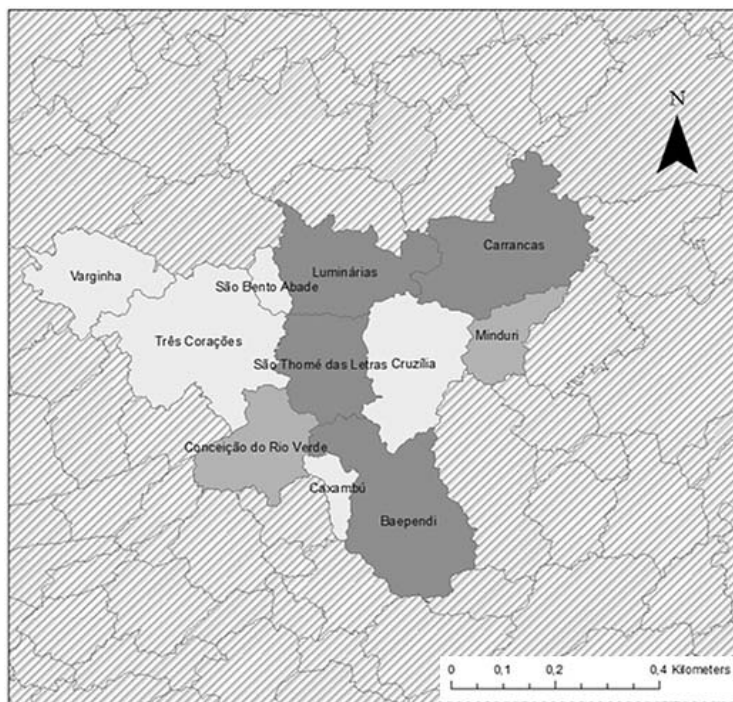 N
Carrancas
Luminárias
Varginha
São Bento Abade
Minduri
Três Corações
São Thomé das Letras
Cruzília
Conceição do Rio Verde
Caxambú
Baependi
0 0,1 0,2 0,4 Kilometers